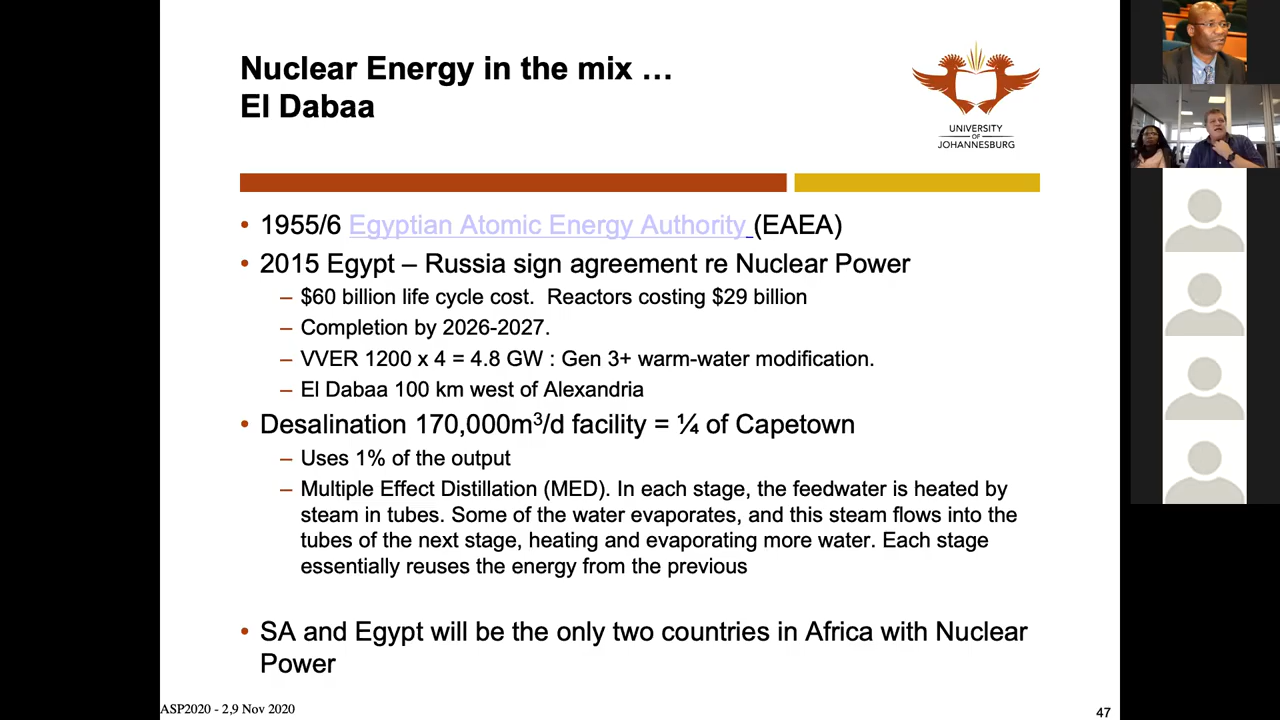 Nuclear Energy in the mix …
El Dabaa
UNIVERSITY
OF
JOHANNESBURG
• 1955/6 Egyptian Atomic Energy Authority (EAEA)
• 2015 Egypt – Russia sign agreement re Nuclear Power
– $60 billion life cycle cost.  Reactors costing $29 billion
– Completion by 2026-2027.
– VVER 1200 x 4 = 4.8 GW : Gen 3+ warm-water modification.
– El Dabaa 100 km west of Alexandria
• Desalination 170,000m³/d facility = ¼ of Capetown
– Uses 1% of the output
– Multiple Effect Distillation (MED). In each stage, the feedwater is heated by
steam in tubes. Some of the water evaporates, and this steam flows into the
tubes of the next stage, heating and evaporating more water. Each stage
essentially reuses the energy from the previous
• SA and Egypt will be the only two countries in Africa with Nuclear
Power
ASP2020 - 2,9 Nov 2020
47